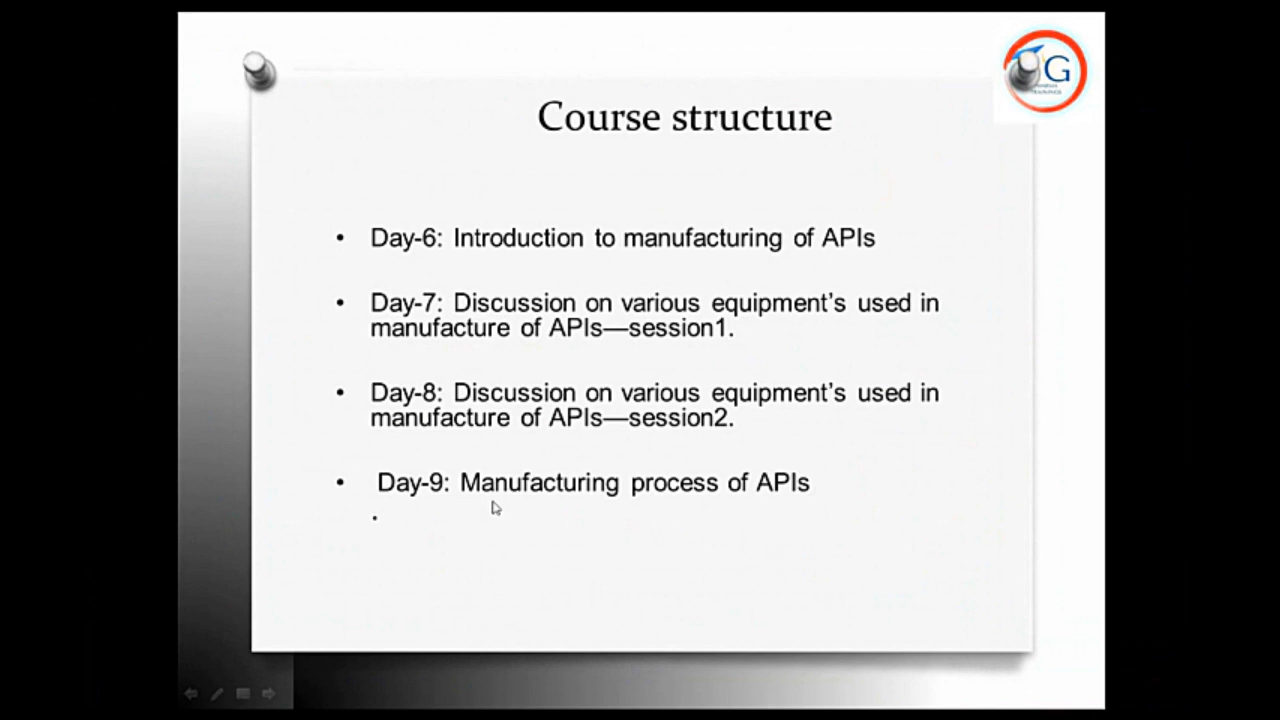 G
Course structure
• Day-6: Introduction to manufacturing of APIs
• Day-7: Discussion on various equipment’s used in
manufacture of APIs—session1.
• Day-8: Discussion on various equipment’s used in
manufacture of APIs—session2.
• Day-9: Manufacturing process of APIs
.